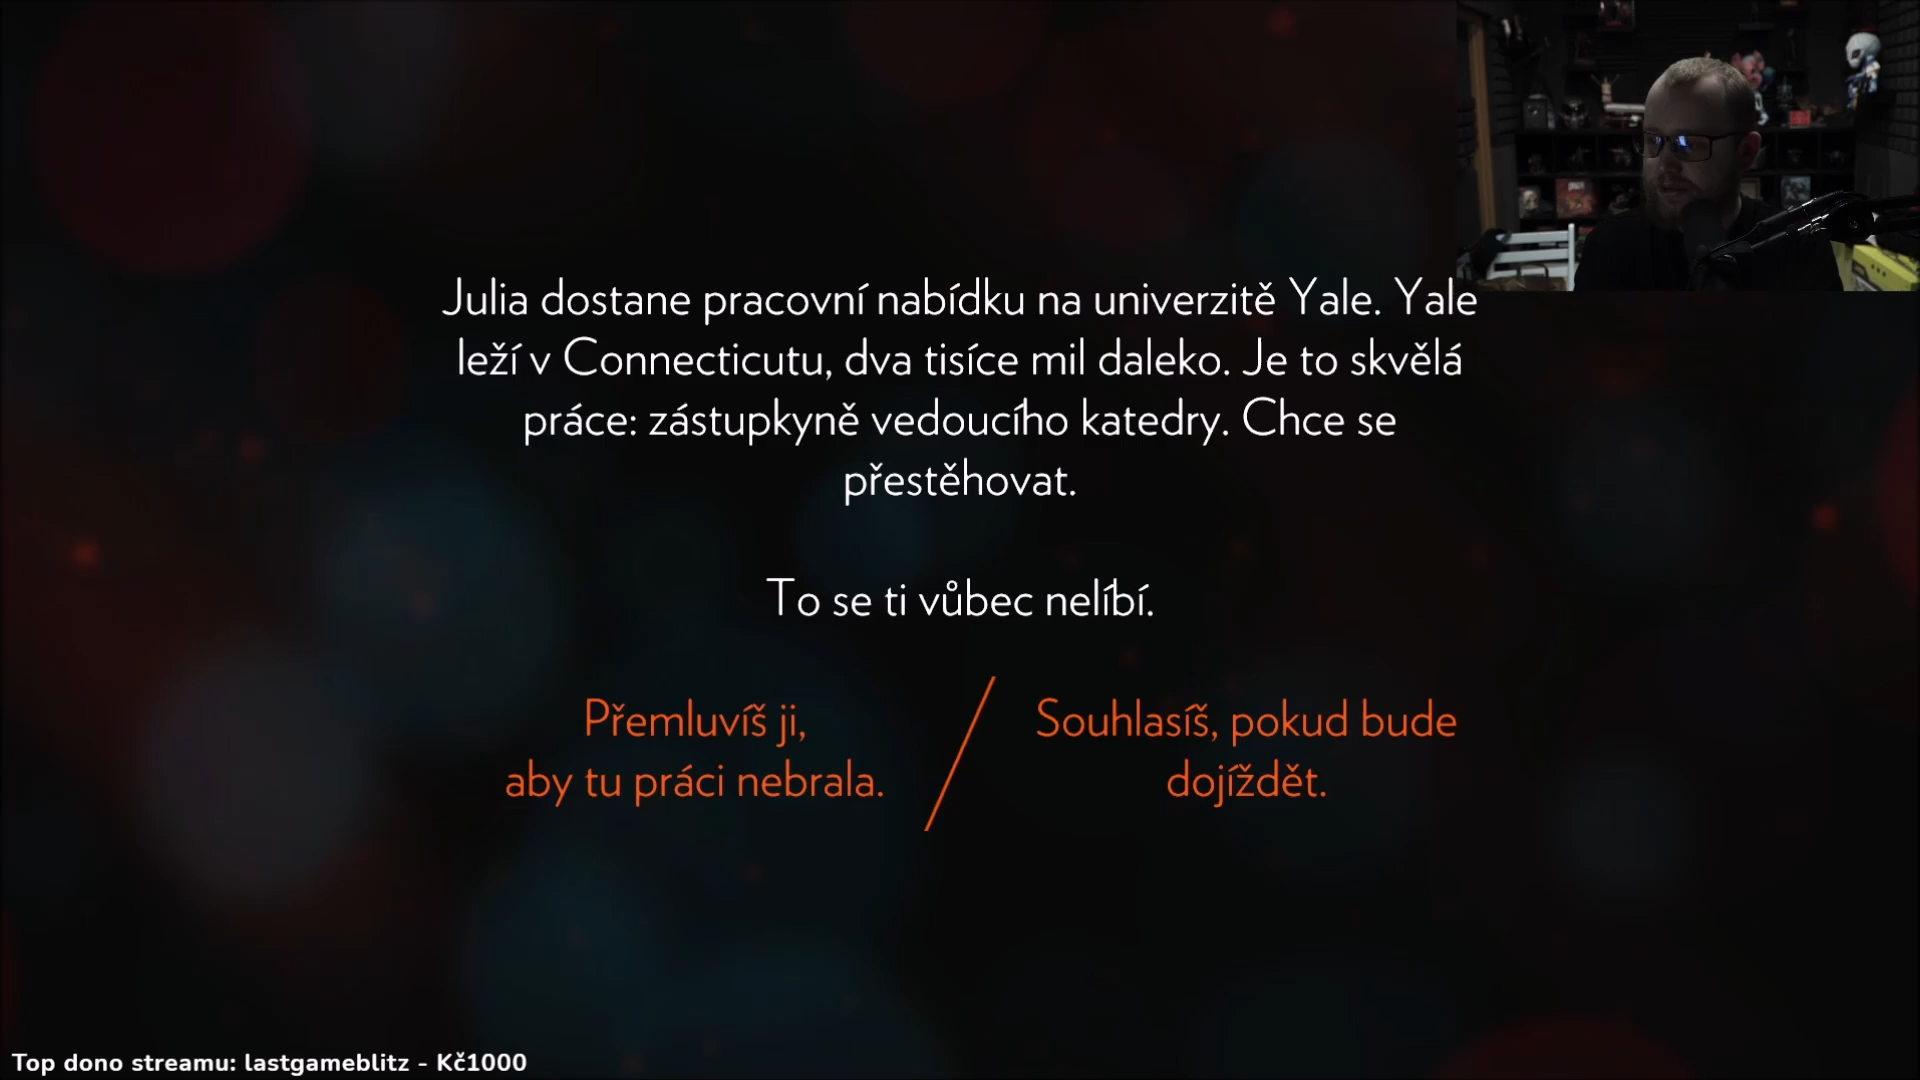 Julia dostane pracovní nabídku na univerzitě Yale. Yale
leží v Connecticutu, dva tisíce mil daleko. Je to skvělá
práce: zástupkyně vedoucího katedry. Chce se
přestěhovat.
To se ti vůbec nelíbí.
Přemluvíš ji,
aby tu práci nebrala.
Souhlasíš, pokud bude
dojíždět.
Top dono streamu: lastgameblitz - Kč1000